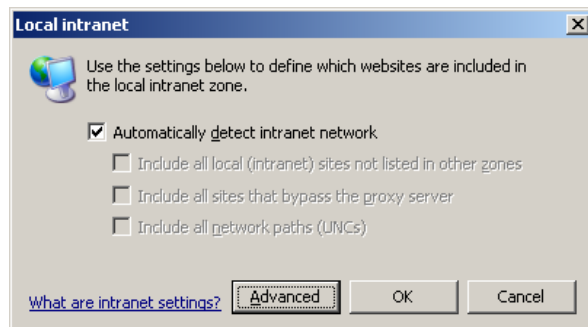 Local intranet
Use the settings below to define which websites are included in
the local intranet zone.
Automatically detect intranet network
Include all local (intranet) sites not listed in other zones
Include all sites that bypass the proxy server
Include all network paths (UNCs)
What are intranet settings?
Advanced
OK
Cancel